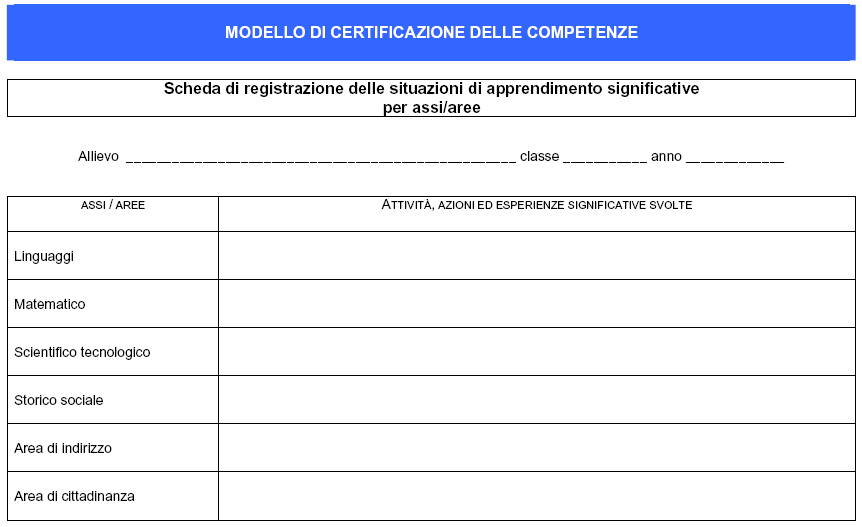 MODELLO DI CERTIFICAZIONE DELLE COMPETENZE
Scheda di registrazione delle situazioni di apprendimento significative
per assi/aree
Allievo _______________________________________________ classe ___________ anno _____________
ASSI / AREE
ATTIVITÀ, AZIONI ED ESPERIENZE SIGNIFICATIVE SVOLTE
Linguaggi
Matematico
Scientifico tecnologico
Storico sociale
Area di indirizzo
Area di cittadinanza